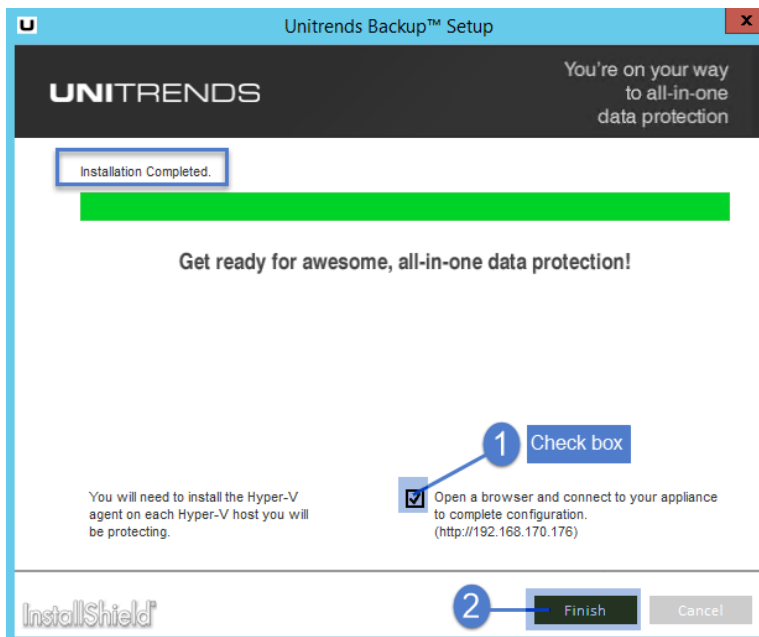 U
Unitrends Backup™ Setup
x
UNITRENDS
You're on your way
to all-in-one
data protection
Installation Completed.
Get ready for awesome, all-in-one data protection!
1
Check box
You will need to install the Hyper-V
agent on each Hyper-V host you will
be protecting.
Open a browser and connect to your appliance
to complete configuration.
(http://192.168.170.176)
InstallShield®
2
Finish
Cancel